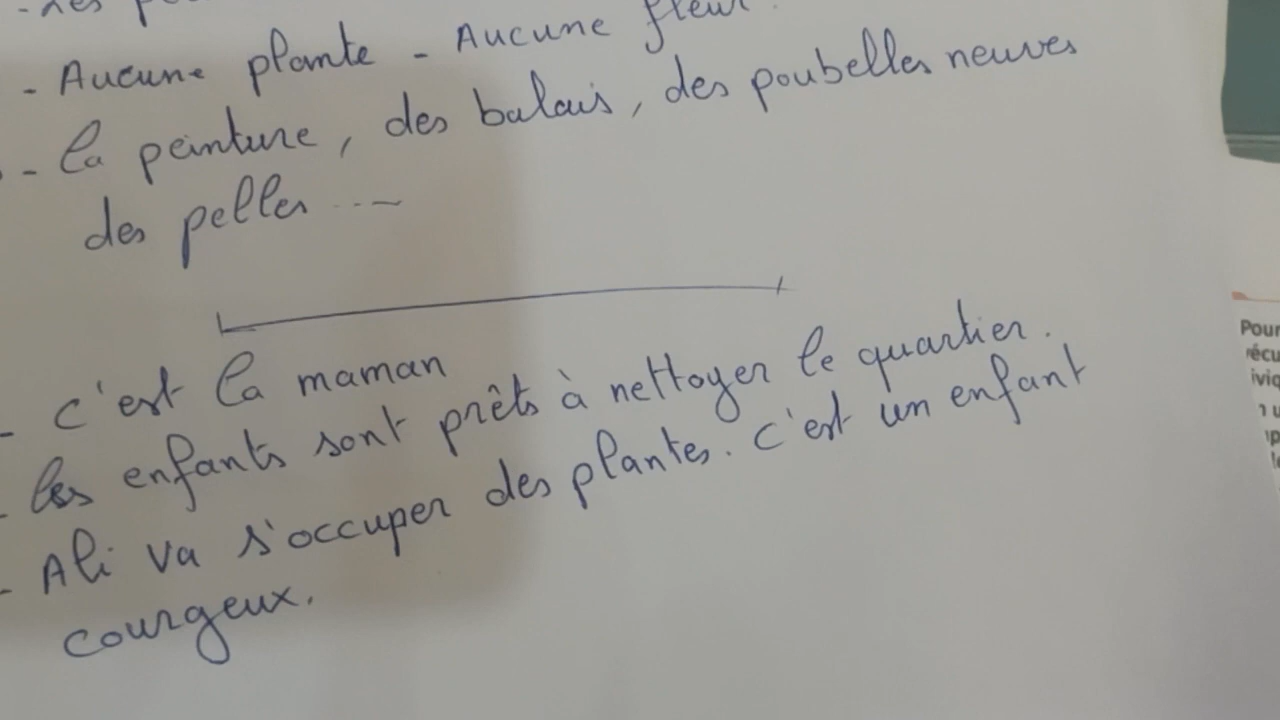 - Aucune plante - Aucune fleur
- la peinture, des balais, des poubelles neuves
des pelles ....
- c'est la maman
- les enfants sont prêts à nettoyer le quartier.
- Ali va s'occuper des plantes. c'est un enfant
courgeux.
Pour